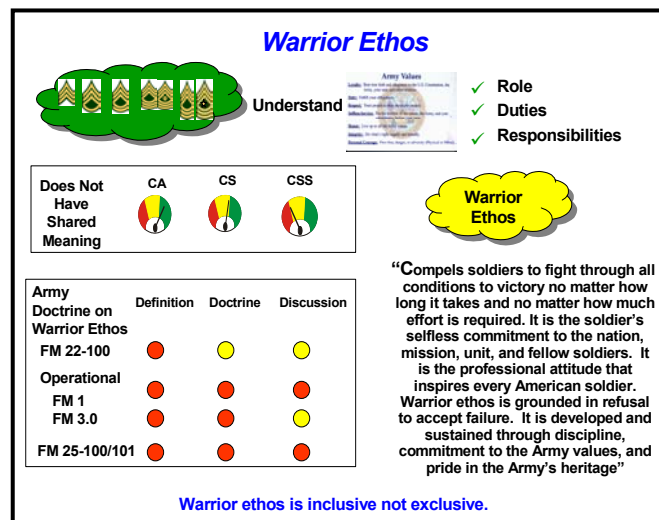 Warrior Ethos
Understand
Army Values
Role
Duties
Responsibilities
Does Not
Have
Shared
Meaning
CA
CS
CSS
Warrior
Ethos
Army
Doctrine on
Warrior Ethos
Definition
Doctrine
Discussion
FM 22-100
Operational
FM 1
FM 3.0
FM 25-100/101
“Compels soldiers to fight through all
conditions to victory no matter how
long it takes and no matter how much
effort is required. It is the soldier’s
selfless commitment to the nation,
mission, unit, and fellow soldiers. It
is the professional attitude that
inspires every American soldier.
Warrior ethos is grounded in refusal
to accept failure. It is developed and
sustained through discipline,
commitment to the Army values, and
pride in the Army’s heritage”
Warrior ethos is inclusive not exclusive.